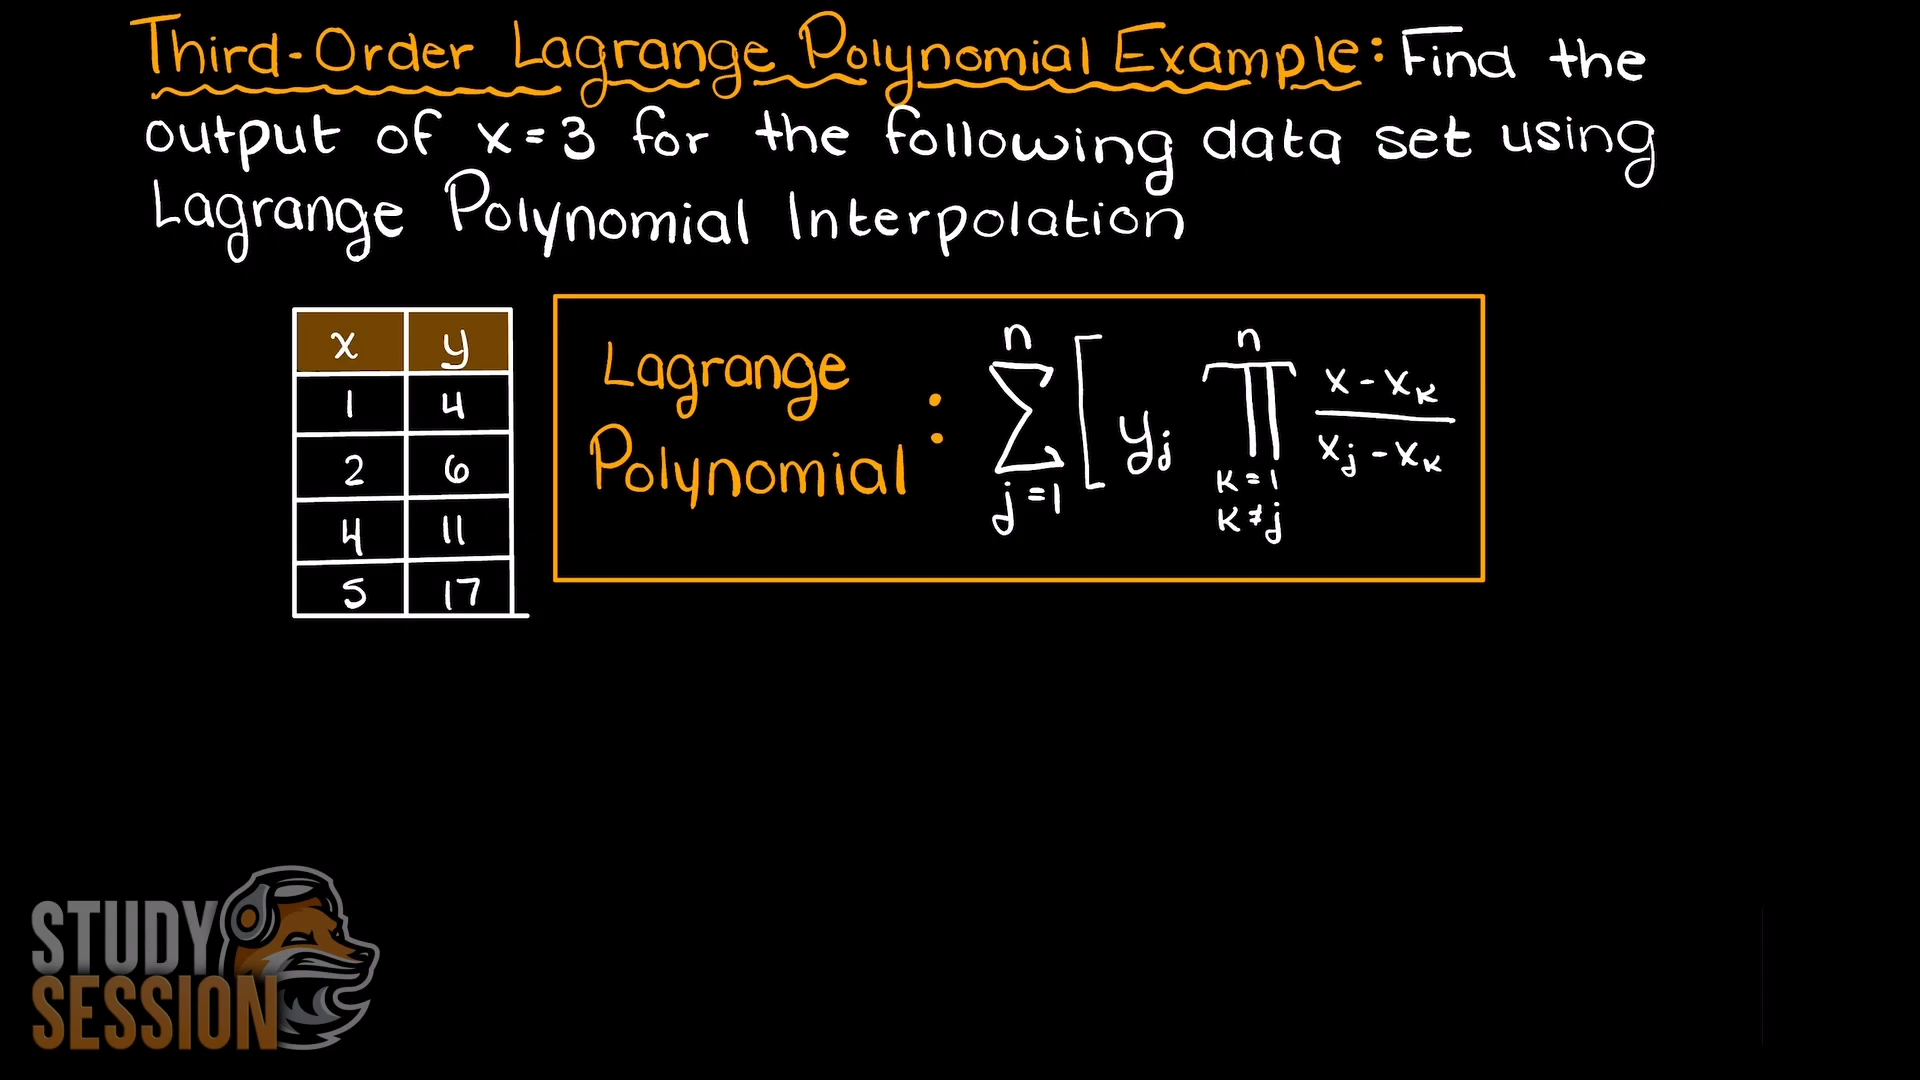 Third-Order Lagrange Polynomial Example: Find the
output of x=3 for the following data set using
Lagrange Polynomial Interpolation
x y
1 4
2 6
4 11
5 17
Lagrange
Polynomial
:
n
∑
j=1
[
yj
n
∏
k=1
k≠j
x-xk
xj-xk
STUDY
SESSION